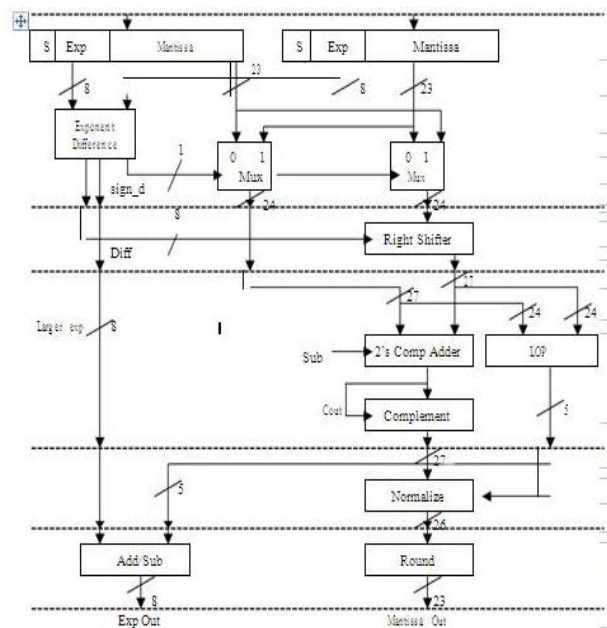 S Exp Mantissa S Exp Mantissa
8 23 8 23
Exponent
Difference
1
0 1
Mux
0 1
Mux
sign_d
24 24
8
Right Shifter
Diff
27 27
24 24
Larger exp 8
Sub
2's Comp Adder
LOP
Cout
Complement
5
27
5
Normalize
26
Add/Sub
Round
8 23
Exp Out
Mantissa Out